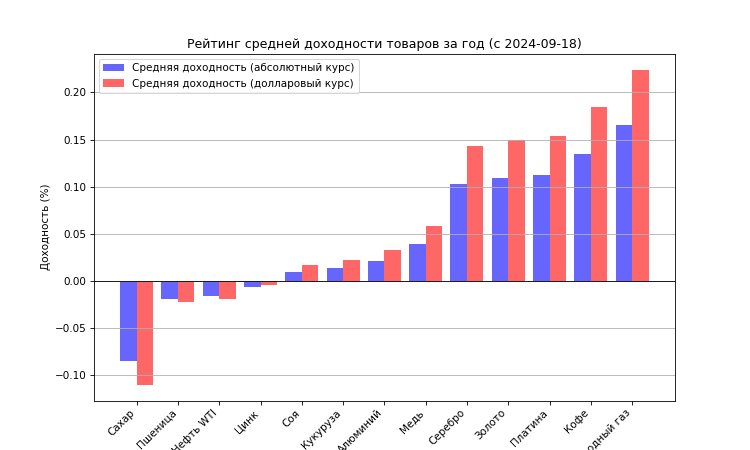 Рейтинг средней доходности товаров за год (с 2024-09-18)
Средняя доходность (абсолютный курс)
Средняя доходность (долларовый курс)
Доходность (%)
0.20
0.15
0.10
0.05
0.00
−0.05
−0.10
Сахар
Пшеница
Нефть WTI
Цинк
Соя
Кукуруза
Алюминий
Медь
Серебро
Золото
Платина
Кофе
газ